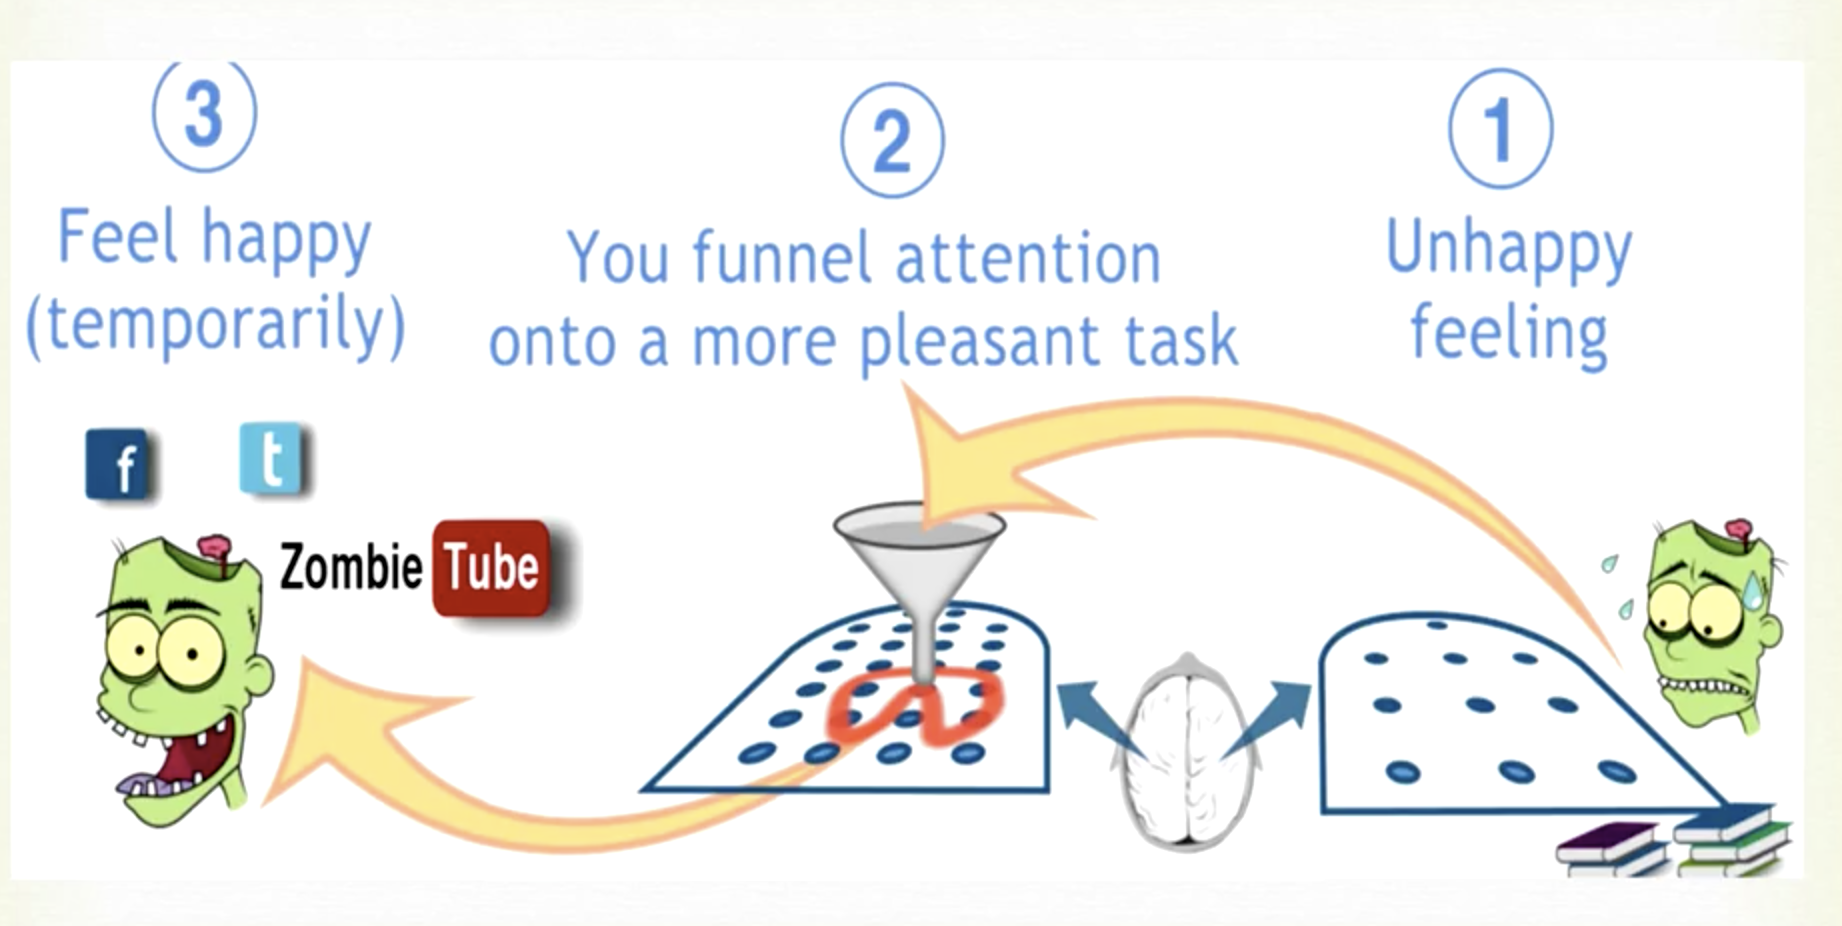 3
Feel happy
(temporarily)
2
You funnel attention
onto a more pleasant task
1
Unhappy
feeling
f
t
Zombie Tube